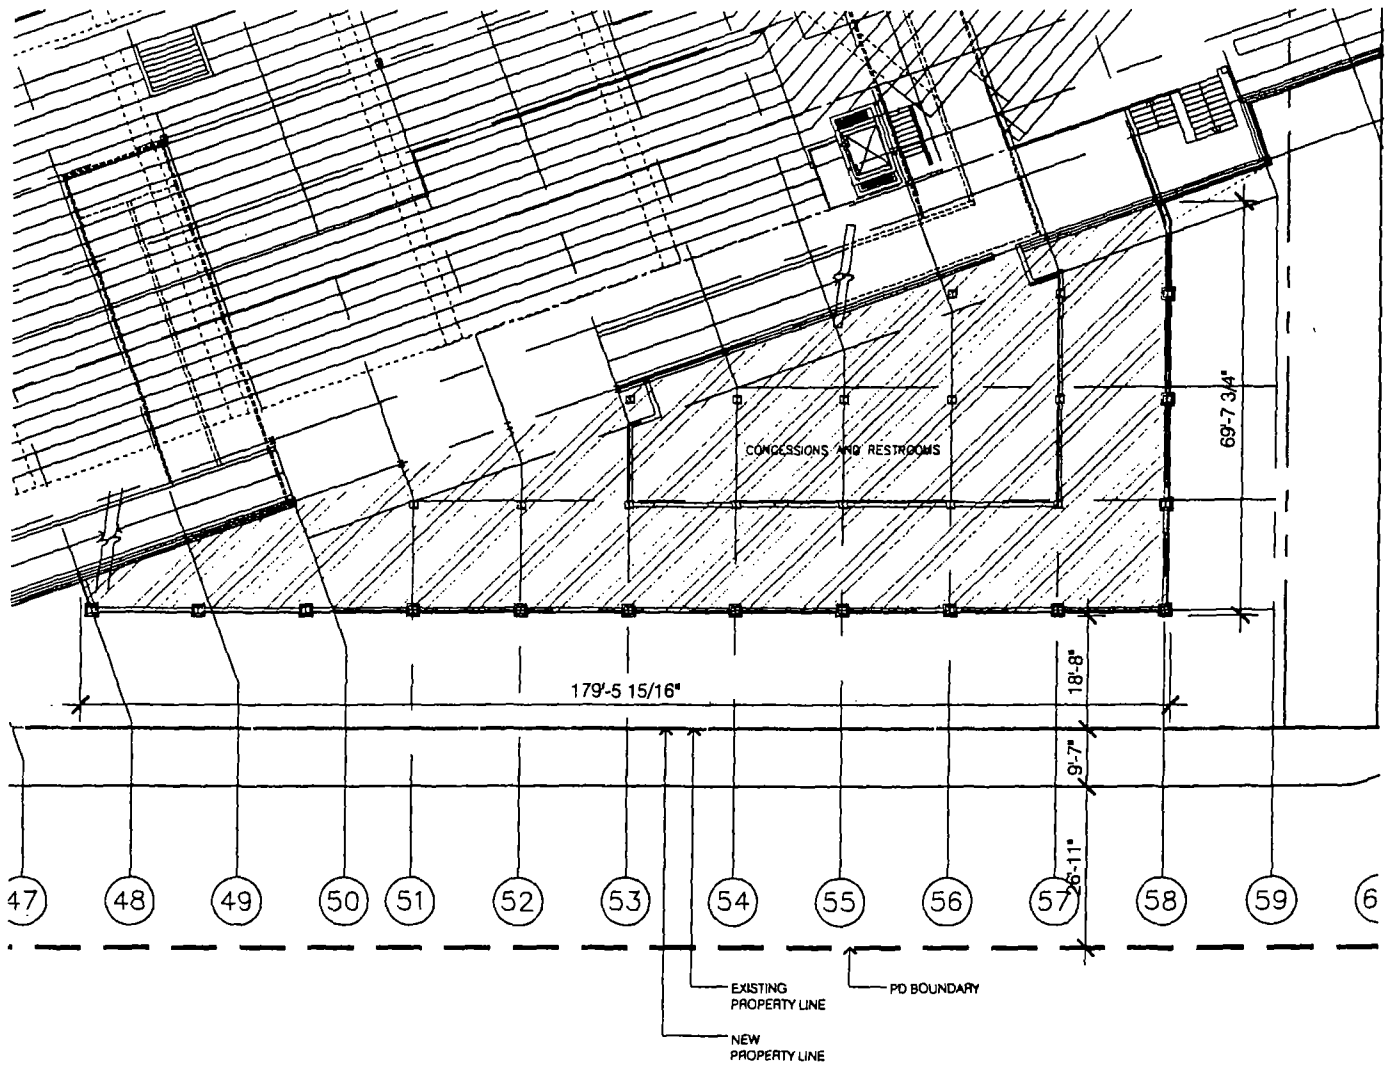 CONCESSIONS AND RESTROOMS
69'-7 3/4"
179'-5 15/16"
18'-8"
9'-7"
26'-11"
47 48 49 50 51 52 53 54 55 56 57 58 59 6
EXISTING
PROPERTY LINE
PD BOUNDARY
NEW
PROPERTY LINE